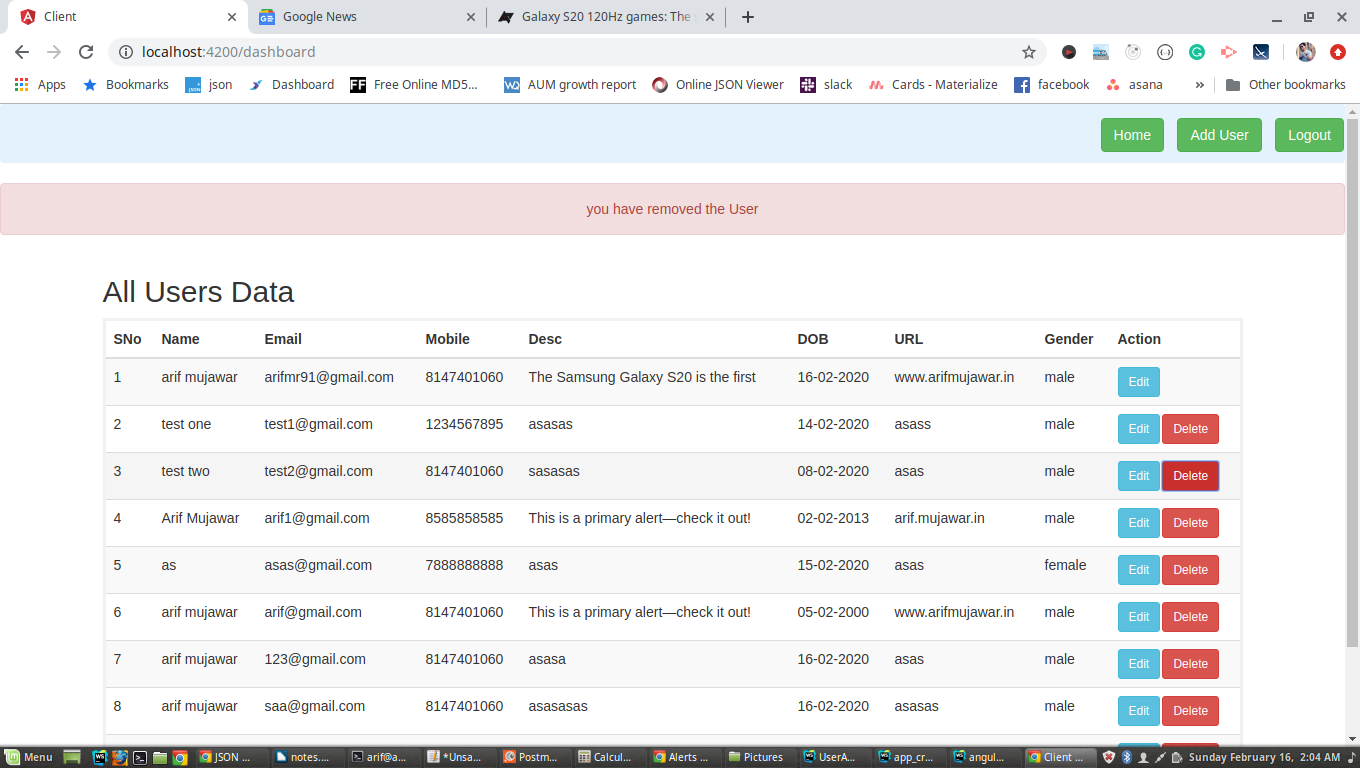 Client
Google News
Galaxy S20 120Hz games: The s
localhost:4200/dashboard
Apps Bookmarks json Dashboard Free Online MD5... AUM growth report Online JSON Viewer slack Cards - Materialize facebook asana » Other bookmarks
Home Add User Logout
you have removed the User
All Users Data
SNo Name Email Mobile Desc DOB URL Gender Action
1 arif mujawar arifmr91@gmail.com 8147401060 The Samsung Galaxy S20 is the first 16-02-2020 www.arifmujawar.in male Edit
2 test one test1@gmail.com 1234567895 asasas 14-02-2020 asass male Edit Delete
3 test two test2@gmail.com 8147401060 sasasas 08-02-2020 asas male Edit Delete
4 Arif Mujawar arif1@gmail.com 8585858585 This is a primary alert—check it out! 02-02-2013 arif.mujawar.in male Edit Delete
5 as asas@gmail.com 7888888888 asas 15-02-2020 asas female Edit Delete
6 arif mujawar arif@gmail.com 8147401060 This is a primary alert—check it out! 05-02-2000 www.arifmujawar.in male Edit Delete
7 arif mujawar 123@gmail.com 8147401060 asasa 16-02-2020 asas male Edit Delete
8 arif mujawar saa@gmail.com 8147401060 asasasas 16-02-2020 asasas male Edit Delete
Menu JSON ... notes.... arif@a... *Unsa... Postm... Calcul... Alerts ... Pictures UserA... app_cr... angul... Client ... Sunday February 16, 2:04 AM